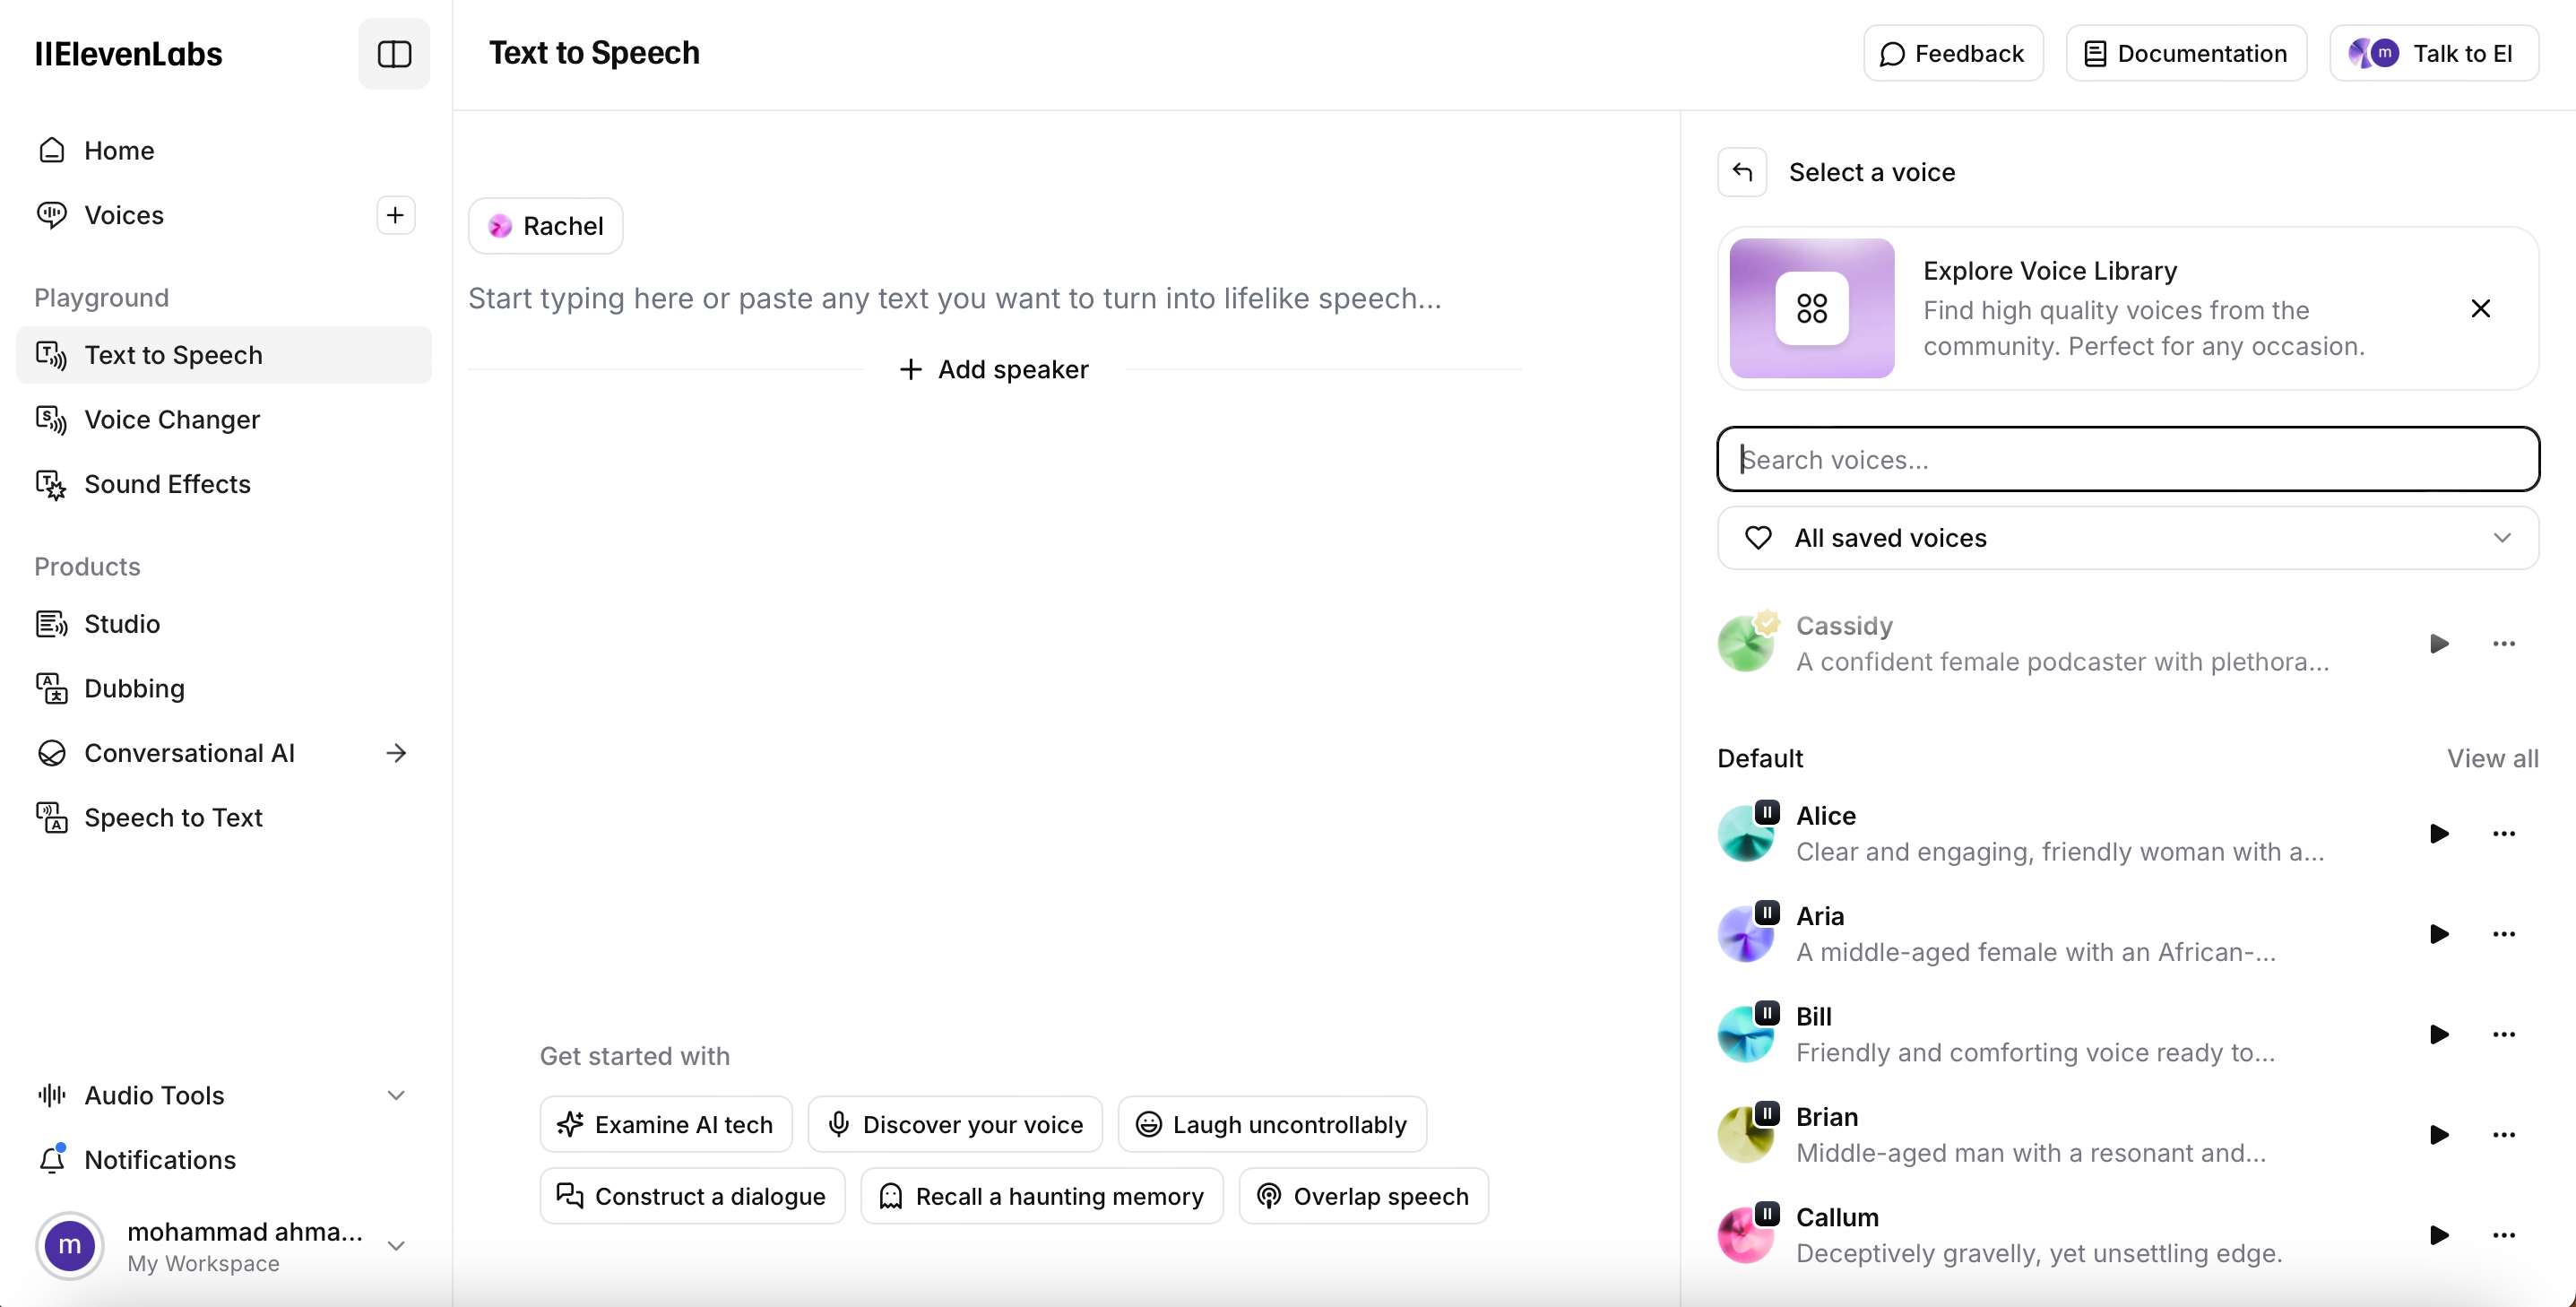 IIElevenLabs
Home
Voices
Playground
Text to Speech
Voice Changer
Sound Effects
Products
Studio
Dubbing
Conversational AI
Speech to Text
Audio Tools
Notifications
m
mohammad ahma...
My Workspace
Text to Speech
Feedback
Documentation
m
Talk to El
Rachel
Start typing here or paste any text you want to turn into lifelike speech...
Add speaker
Get started with
Examine AI tech
Discover your voice
Laugh uncontrollably
Construct a dialogue
Recall a haunting memory
Overlap speech
Select a voice
Explore Voice Library
Find high quality voices from the
community. Perfect for any occasion.
Search voices...
All saved voices
Cassidy
A confident female podcaster with plethora...
Default
View all
Alice
Clear and engaging, friendly woman with a...
Aria
A middle-aged female with an African-...
Bill
Friendly and comforting voice ready to...
Brian
Middle-aged man with a resonant and...
Callum
Deceptively gravelly, yet unsettling edge.